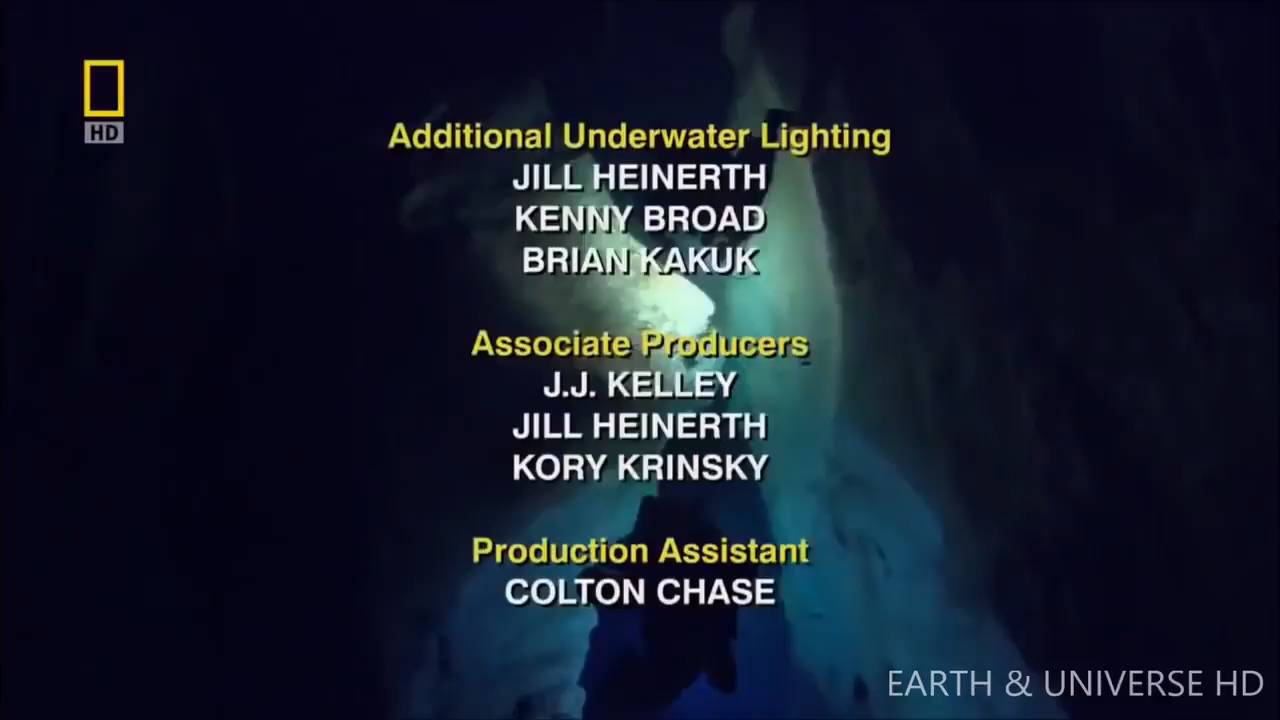 HD
Additional Underwater Lighting
JILL HEINERTH
KENNY BROAD
BRIAN KAKUK
Associate Producers
J.J. KELLEY
JILL HEINERTH
KORY KRINSKY
Production Assistant
COLTON CHASE
EARTH & UNIVERSE HD